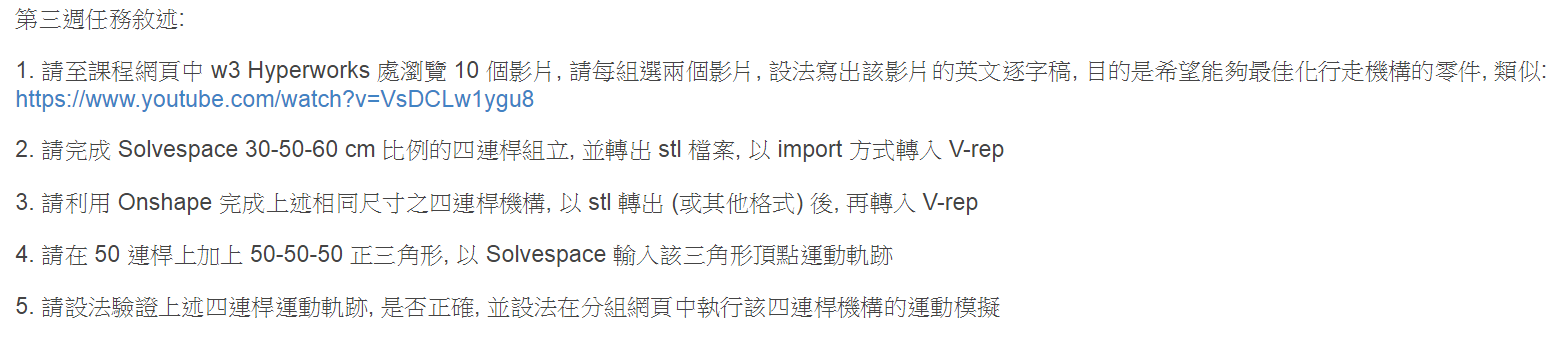 第三週任務敘述:
1. 請至課程網頁中 w3 Hyperworks 處瀏覽 10 個影片, 請每組選兩個影片, 設法寫出該影片的英文逐字稿, 目的是希望能夠最佳化行走機構的零件, 類似:
https://www.youtube.com/watch?v=VsDCLw1ygu8
2. 請完成 Solvespace 30-50-60 cm 比例的四連桿組立, 並轉出 stl 檔案, 以 import 方式轉入 V-rep
3. 請利用 Onshape 完成上述相同尺寸之四連桿機構, 以 stl 轉出 (或其他格式) 後, 再轉入 V-rep
4. 請在 50 連桿上加上 50-50-50 正三角形, 以 Solvespace 輸入該三角形頂點運動軌跡
5. 請設法驗證上述四連桿運動軌跡, 是否正確, 並設法在分組網頁中執行該四連桿機構的運動模擬